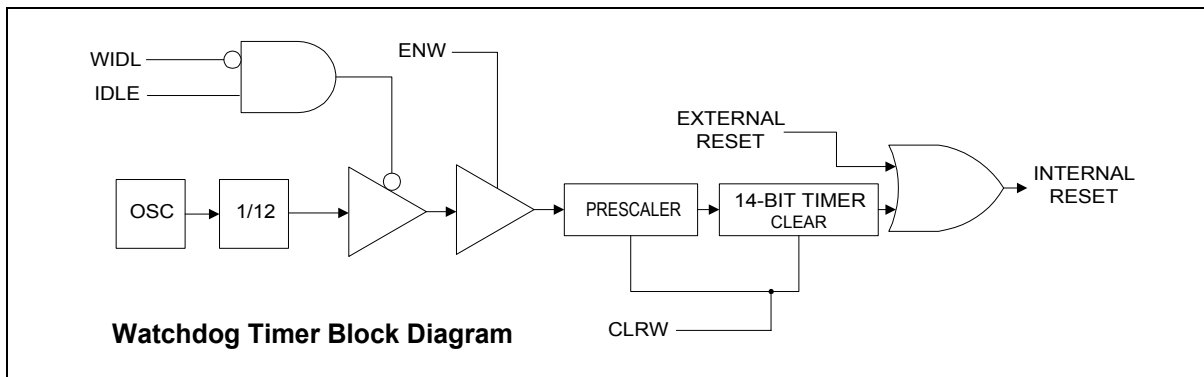 WIDL
IDLE
ENW
EXTERNAL
RESET
INTERNAL
RESET
OSC
1/12
PRESCALER
14-BIT TIMER
CLEAR
CLRW
Watchdog Timer Block Diagram